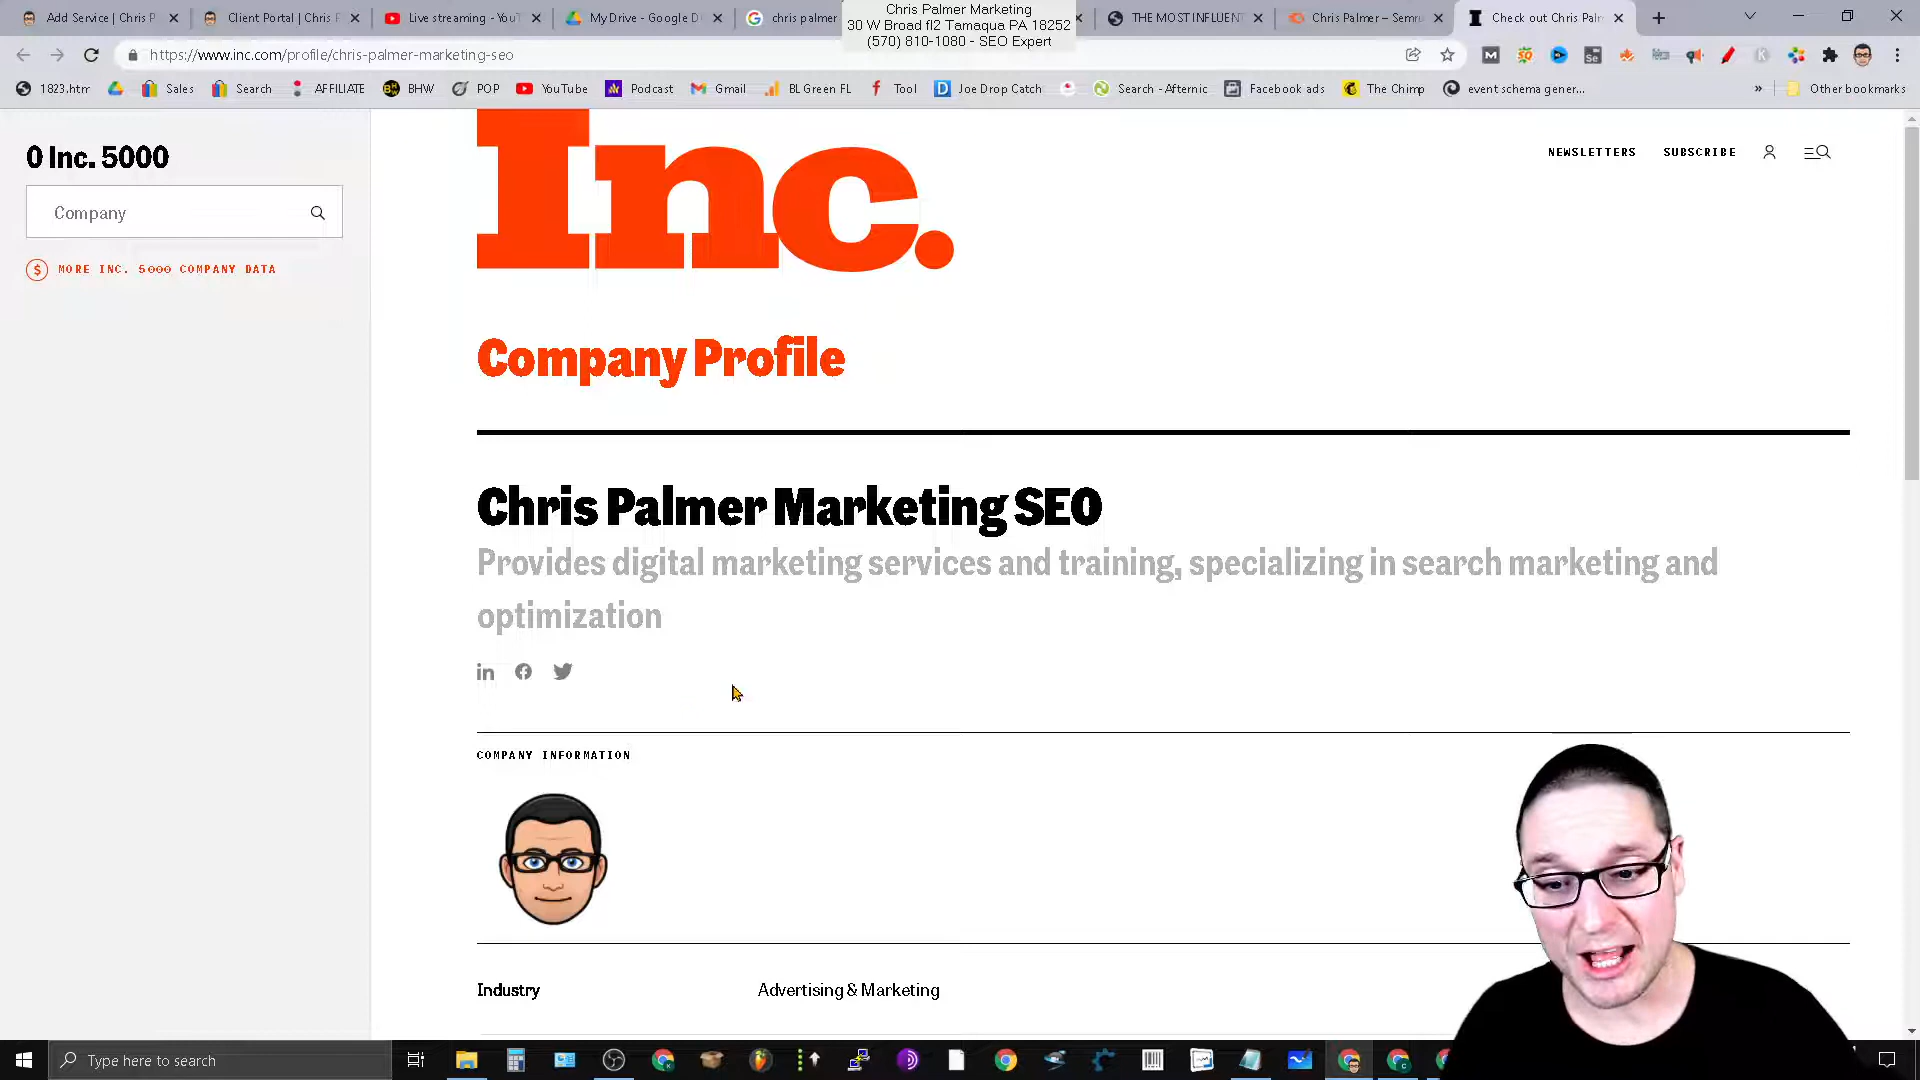 Add Service | Chris P
Client Portal | Chris P
Live streaming - YouT
My Drive - Google D
chris palmer
Chris Palmer Marketing
30 W Broad fl2 Tamaqua PA 18252
(570) 810-1080 - SEO Expert
THE MOST INFLUENT
Chris Palmer – Semru
Check out Chris Palm
https://www.inc.com/profile/chris-palmer-marketing-seo
1823.htm
Sales
Search
AFFILIATE
BHW
POP
YouTube
Podcast
Gmail
BL Green FL
Tool
Joe Drop Catch
Search - Afternic
Facebook ads
The Chimp
event schema gener...
»
Other bookmarks
0 Inc. 5000
Company
MORE INC. 5000 COMPANY DATA
Inc.
NEWSLETTERS
SUBSCRIBE
Company Profile
Chris Palmer Marketing SEO
Provides digital marketing services and training, specializing in search marketing and
optimization
COMPANY INFORMATION
Industry
Advertising & Marketing
Type here to search